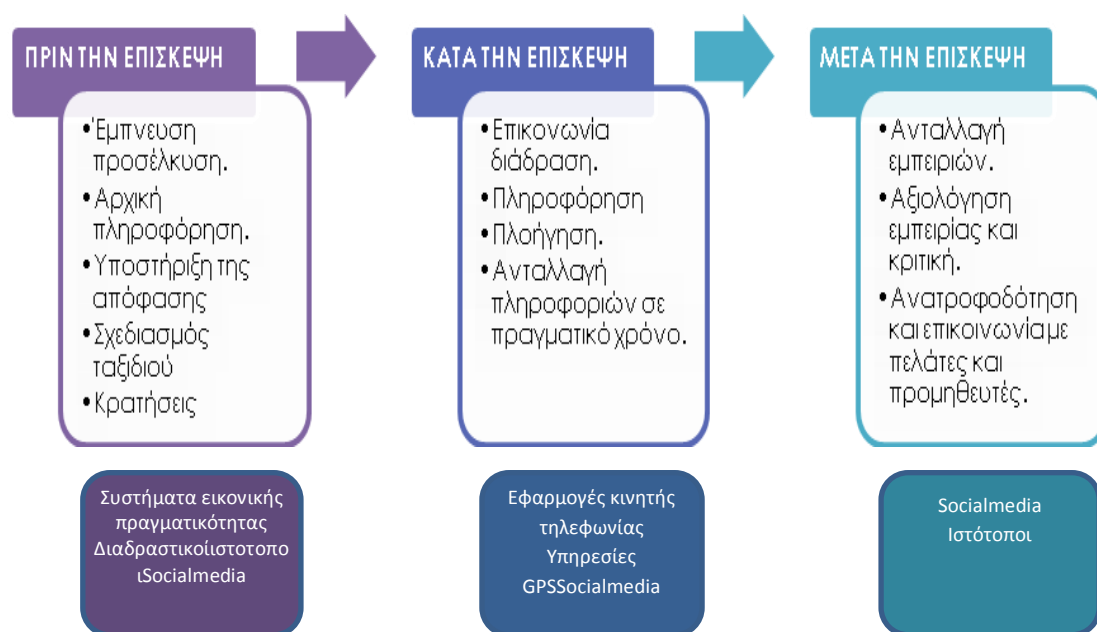 ΠΡΙΝ ΤΗΝ ΕΠΙΣΚΕΨΗ
•Έμπνευση
προσέλκυση.
•Αρχική
πληροφόρηση.
•Υποστήριξη της
απόφασης
•Σχεδιασμός
ταξιδιού
•Κρατήσεις
Συστήματα εικονικής
πραγματικότητας
Διαδραστικοίιστοτοπο
ιSocialmedia
ΚΑΤΑ ΤΗΝ ΕΠΙΣΚΕΨΗ
•Επικονωνία
διάδραση.
•Πληροφόρηση
•Πλοήγηση.
•Ανταλλαγή
πληροφοριών σε
πραγματικό χρόνο.
Εφαρμογές κινητής
τηλεφωνίας
Υπηρεσίες
GPSSocialmedia
ΜΕΤΑ ΤΗΝ ΕΠΙΣΚΕΨΗ
•Ανταλλαγή
εμπειριών.
•Αξιολόγηση
εμπειρίας και
κριτική.
•Ανατροφοδότηση
και επικοινωνία με
πελάτες και
προμηθευτές.
Socialmedia
Ιστότοποι